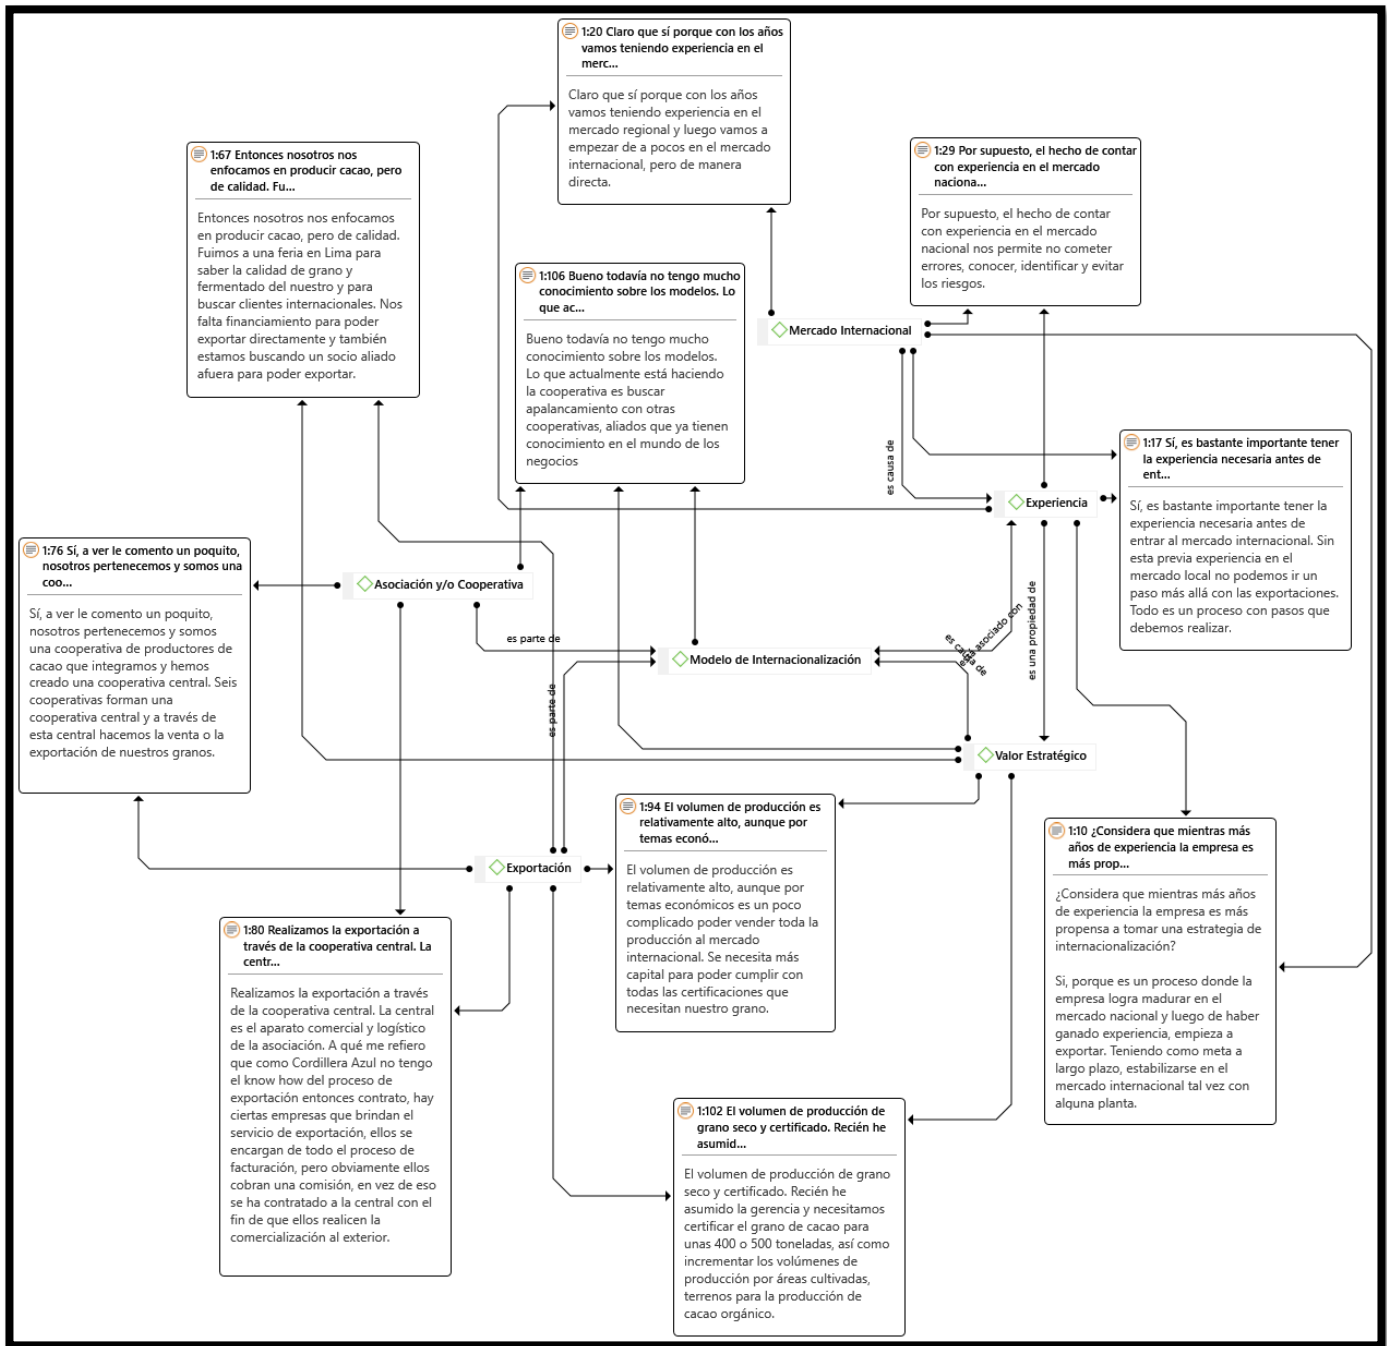 1:20 Claro que sí porque con los años
vamos teniendo experiencia en el
merc...
Claro que sí porque con los años
vamos teniendo experiencia en el
mercado regional y luego vamos a
empezar de a pocos en el mercado
internacional, pero de manera
directa.
1:67 Entonces nosotros nos
enfocamos en producir cacao, pero
de calidad. Fu...
Entonces nosotros nos enfocamos
en producir cacao, pero de calidad.
Fuimos a una feria en Lima para
saber la calidad de grano y
fermentado del nuestro y para
buscar clientes internacionales. Nos
falta financiamiento para poder
exportar directamente y también
estamos buscando un socio aliado
afuera para poder exportar.
1:29 Por supuesto, el hecho de contar
con experiencia en el mercado
naciona...
Por supuesto, el hecho de contar
con experiencia en el mercado
nacional nos permite no cometer
errores, conocer, identificar y evitar
los riesgos.
1:106 Bueno todavía no tengo mucho
conocimiento sobre los modelos. Lo
que ac...
Bueno todavía no tengo mucho
conocimiento sobre los modelos.
Lo que actualmente está haciendo
la cooperativa es buscar
apalancamiento con otras
cooperativas, aliados que ya tienen
conocimiento en el mundo de los
negocios
Mercado Internacional
es causa de
1:17 Sí, es bastante importante tener
la experiencia necesaria antes de
ent...
Sí, es bastante importante tener la
experiencia necesaria antes de
entrar al mercado internacional. Sin
esta previa experiencia en el
mercado local no podemos ir un
paso más allá con las exportaciones.
Todo es un proceso con pasos que
debemos realizar.
Experiencia
1:76 Sí, a ver le comento un poquito,
nosotros pertenecemos y somos una
coo...
Sí, a ver le comento un poquito,
nosotros pertenecemos y somos
una cooperativa de productores de
cacao que integramos y hemos
creado una cooperativa central. Seis
cooperativas forman una
cooperativa central y a través de
esta central hacemos la venta o la
exportación de nuestros granos.
Asociación y/o Cooperativa
es parte de
Modelo de Internacionalización
es causa de
está asociado con
es una propiedad de
es parte de
Valor Estratégico
1:94 El volumen de producción es
relativamente alto, aunque por
temas econó...
El volumen de producción es
relativamente alto, aunque por
temas económicos es un poco
complicado poder vender toda la
producción al mercado
internacional. Se necesita más
capital para poder cumplir con
todas las certificaciones que
necesitan nuestro grano.
1:10 ¿Considera que mientras más
años de experiencia la empresa es
más prop...
¿Considera que mientras más años
de experiencia la empresa es más
propensa a tomar una estrategia de
internacionalización?
Si, porque es un proceso donde la
empresa logra madurar en el
mercado nacional y luego de haber
ganado experiencia, empieza a
exportar. Teniendo como meta a
largo plazo, estabilizarse en el
mercado internacional tal vez con
alguna planta.
Exportación
1:80 Realizamos la exportación a
través de la cooperativa central. La
centr...
Realizamos la exportación a través
de la cooperativa central. La central
es el aparato comercial y logístico
de la asociación. A qué me refiero
que como Cordillera Azul no tengo
el know how del proceso de
exportación entonces contrato, hay
ciertas empresas que brindan el
servicio de exportación, ellos se
encargan de todo el proceso de
facturación, pero obviamente ellos
cobran una comisión, en vez de eso
se ha contratado a la central con el
fin de que ellos realicen la
comercialización al exterior.
1:102 El volumen de producción de
grano seco y certificado. Recién he
asumid...
El volumen de producción de grano
seco y certificado. Recién he
asumido la gerencia y necesitamos
certificar el grano de cacao para
unas 400 o 500 toneladas, así como
incrementar los volúmenes de
producción por áreas cultivadas,
terrenos para la producción de
cacao orgánico.